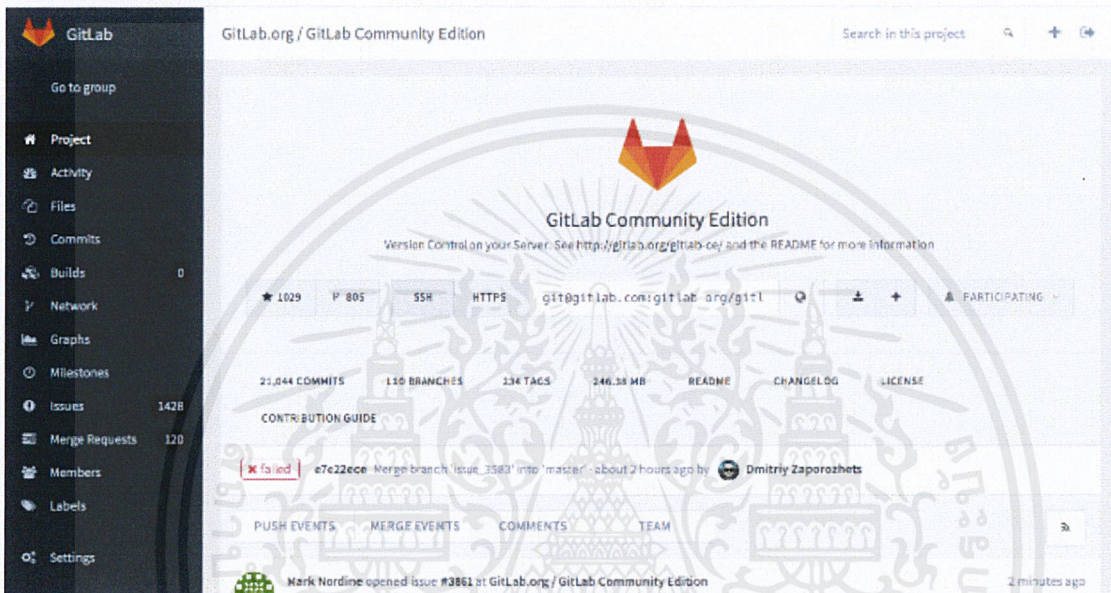 GitLab
GitLab.org / GitLab Community Edition
Search in this project
Go to group
Project
Activity
Files
Commits
Builds 0
Network
Graphs
Milestones
Issues 1428
Merge Requests 120
Members
Labels
Settings
GitLab Community Edition
Version Control on your Server. See http://gitlab.org/gitlab-ce/ and the README for more information
1029 805 SSH HTTPS git@gitlab.com:gitlab-org/gitl PARTICIPATING
21,044 COMMITS 110 BRANCHES 234 TAGS 246.38 MB README CHANGELOG LICENSE
CONTRIBUTION GUIDE
failed e7c22ece Merge branch 'issue_3583' into 'master' · about 2 hours ago by Dmitriy Zaporozhets
PUSH EVENTS MERGE EVENTS COMMENTS TEAM
Mark Nordine opened issue #3861 at GitLab.org / GitLab Community Edition 2 minutes ago